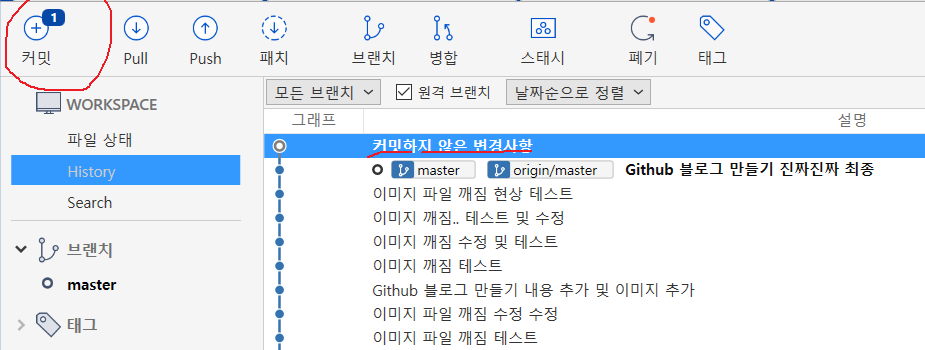 1
커밋 Pull Push 패치 브랜치 병합 스태시 폐기 태그
WORKSPACE
파일 상태
History
Search
브랜치
master
태그
모든 브랜치 원격 브랜치 날짜순으로 정렬
그래프 설명
커밋하지 않은 변경사항
master origin/master Github 블로그 만들기 진짜진짜 최종
이미지 파일 깨짐 현상 테스트
이미지 깨짐.. 테스트 및 수정
이미지 깨짐 수정 및 테스트
이미지 깨짐 테스트
Github 블로그 만들기 내용 추가 및 이미지 추가
이미지 파일 깨짐 수정 수정
이미지 파일 깨짐 테스트